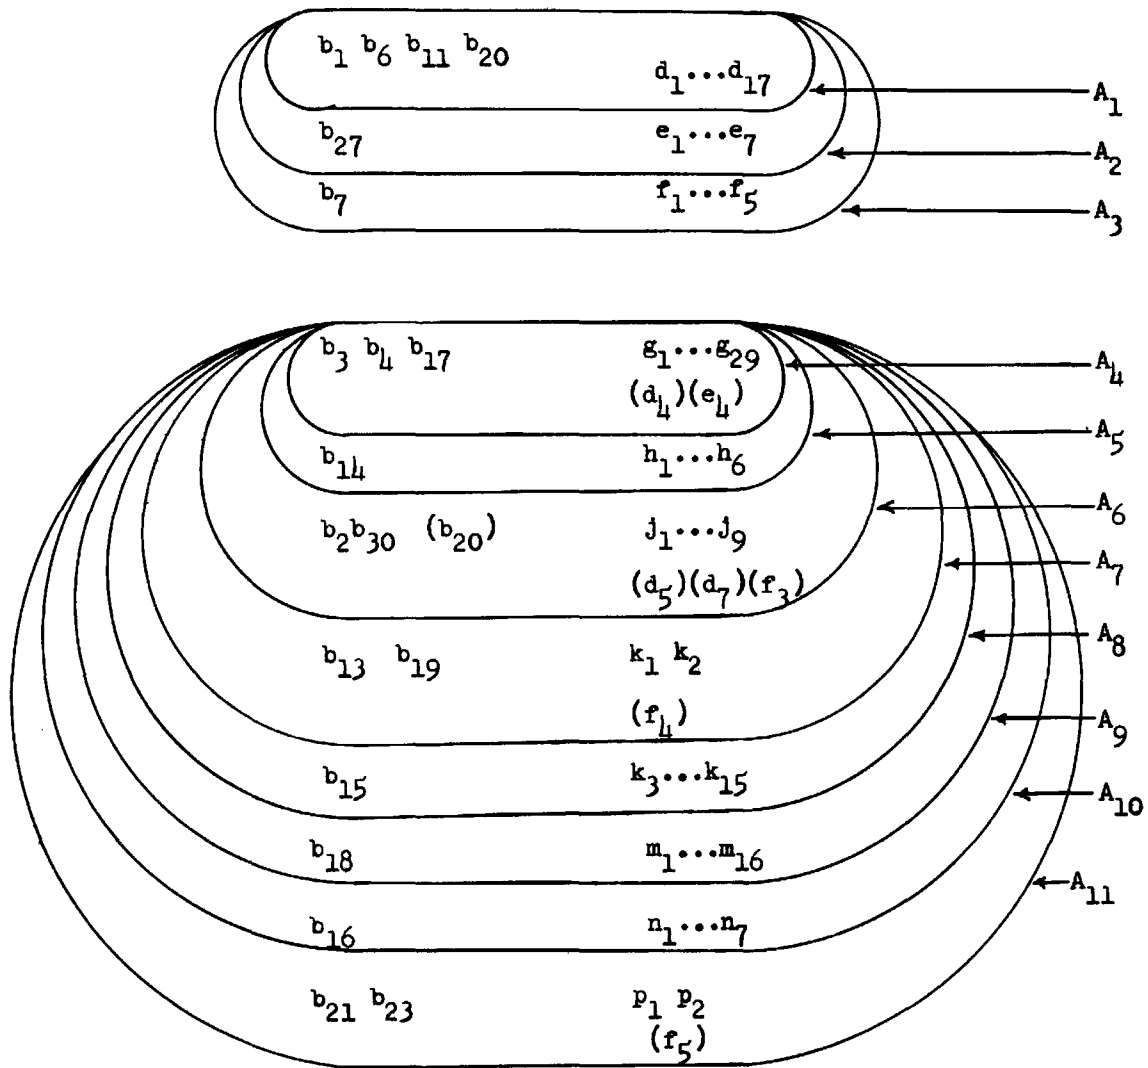 b₁ b₆ b₁₁ b₂₀
d₁...d₁₇
A₁
b₂₇ e₁...e₇
A₂
b₇ f₁...f₅
A₃
b₃ b₄ b₁₇ g₁...g₂₉
A₄
(d₄)(e₄)
A₅
b₁₄ h₁...h₆
A₆
b₂b₃₀ (b₂₀) j₁...j₉
A₇
(d₅)(d₇)(f₃)
A₈
b₁₃ b₁₉ k₁ k₂
(f₄)
A₉
b₁₅ k₃...k₁₅
A₁₀
b₁₈ m₁...m₁₆
A₁₁
b₁₆ n₁...n₇
b₂₁ b₂₃ p₁ p₂
(f₅)